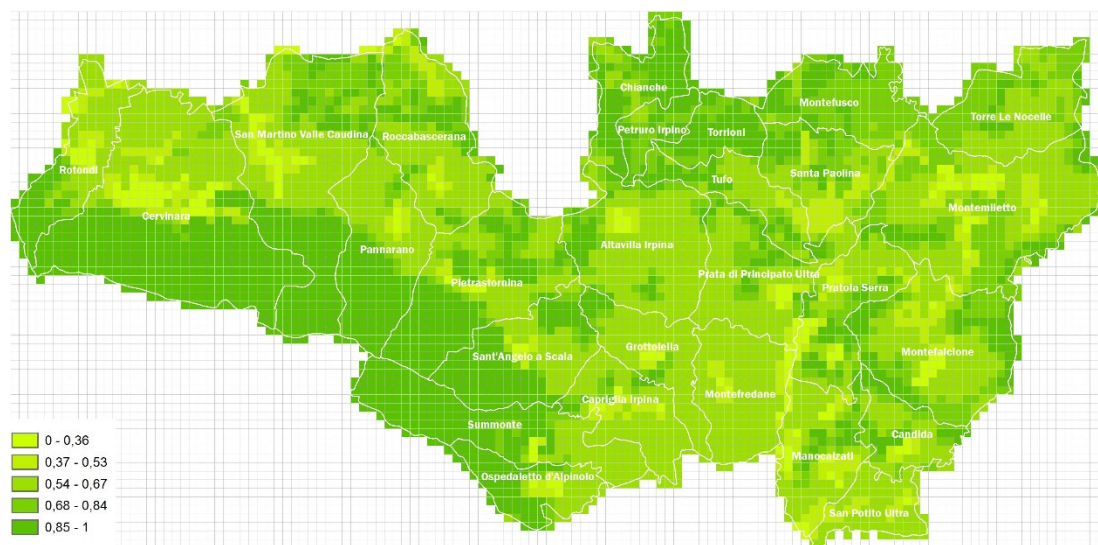 Chianche
Montefusco
San Martino Valle Caudina
Roccabascerana
Petruro Irpino
Torrioni
Torre Le Nocelle
Rotondi
Tufo
Santa Paolina
Cervinara
Montemiletto
Pannarano
Altavilla Irpina
Pietrastornina
Prata di Principato Ultra
Pratola Serra
Sant'Angelo a Scala
Grottolella
Montefalcione
Capriglia Irpina
Montefredane
Summonte
Candida
Manocalzati
Ospedaletto d'Alpinolo
San Potito Ultra
0 - 0,36
0,37 - 0,53
0,54 - 0,67
0,68 - 0,84
0,85 - 1